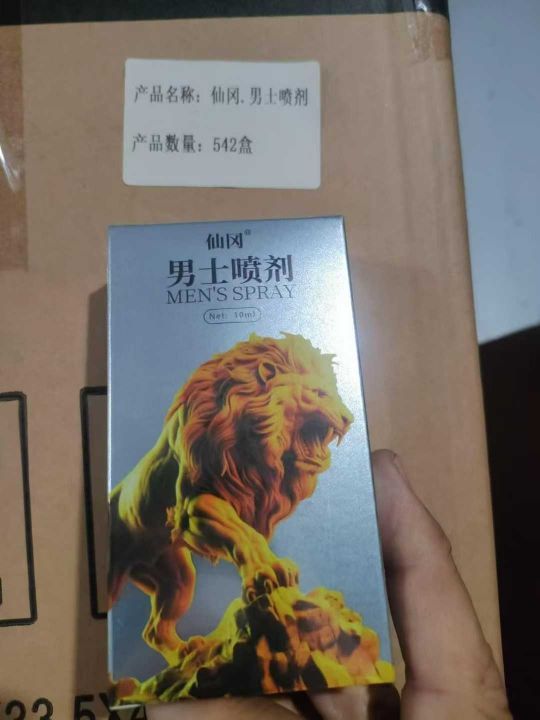 产品名称: 仙冈.男士喷剂
产品数量: 542盒
仙冈®
男士喷剂
MEN'S SPRAY
Net: 10ml